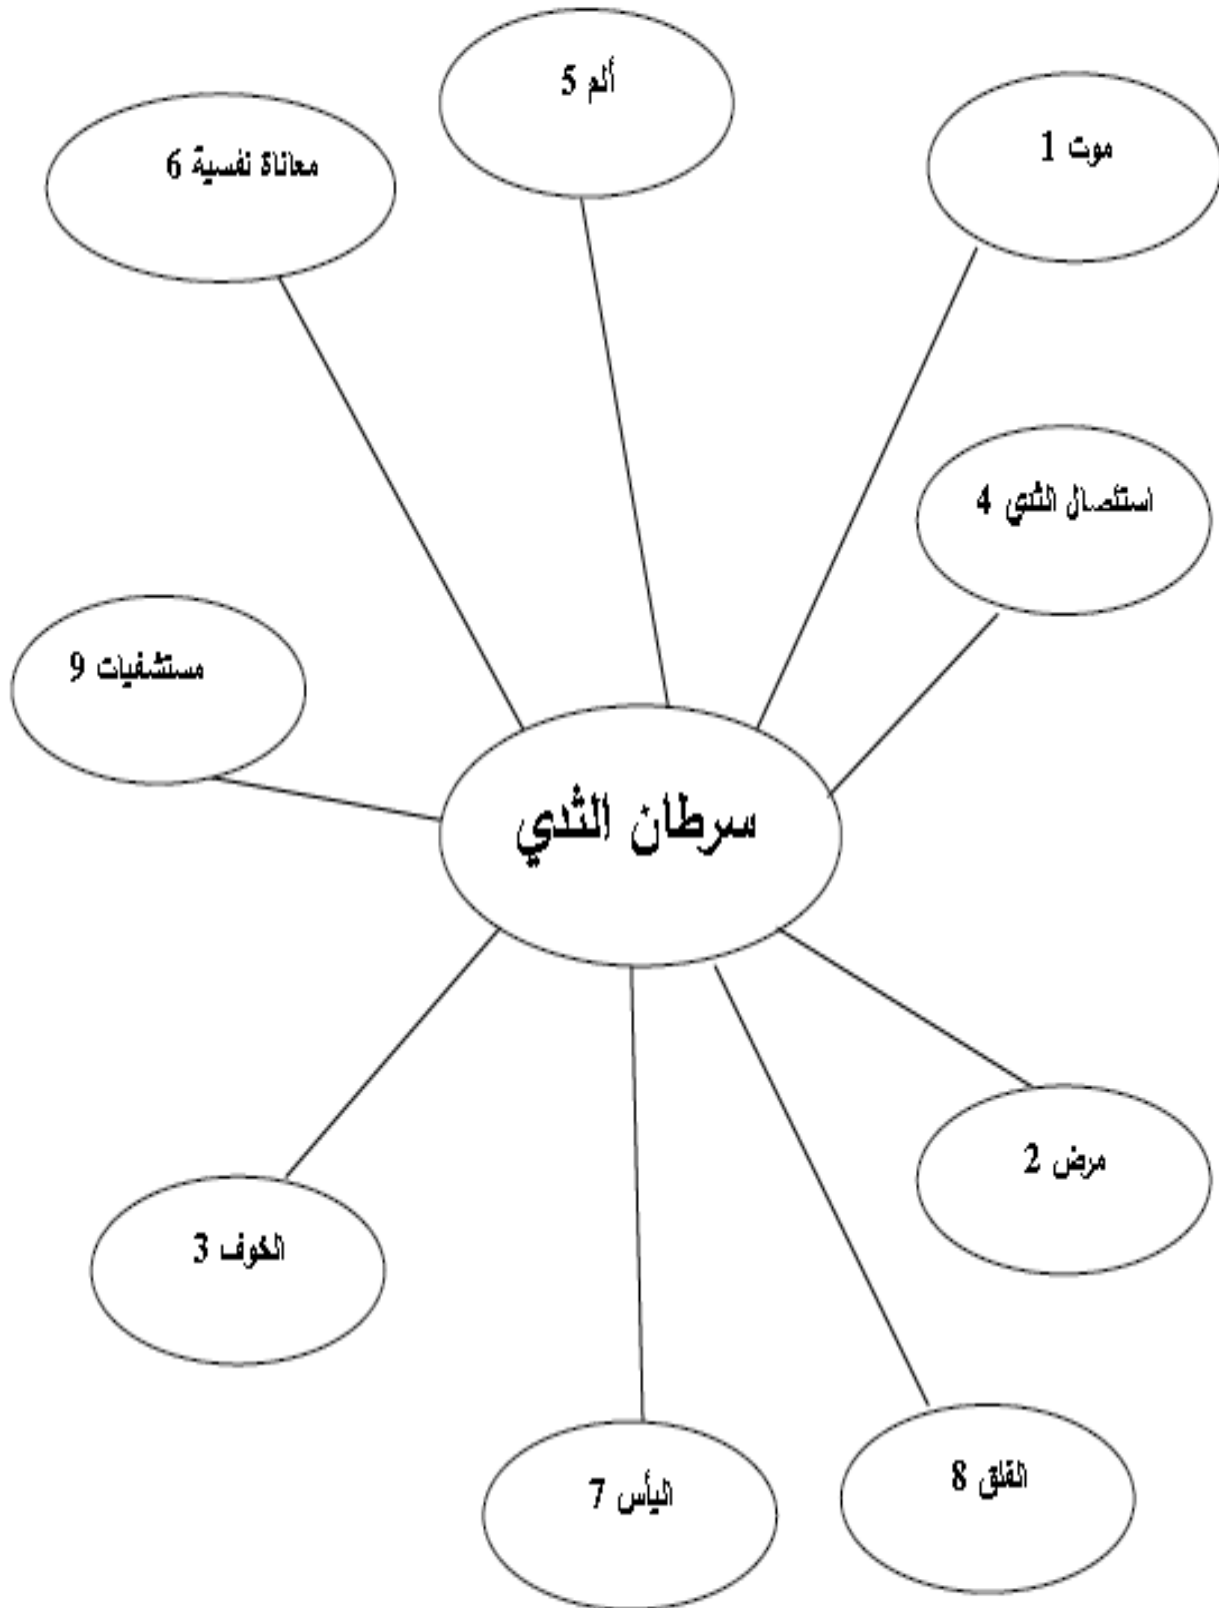 ألم 5
موت 1
معاناة نفسية 6
استئصال الثدي 4
مستشفيات 9
سرطان الثدي
مرض 2
الخوف 3
القلق 8
اليأس 7